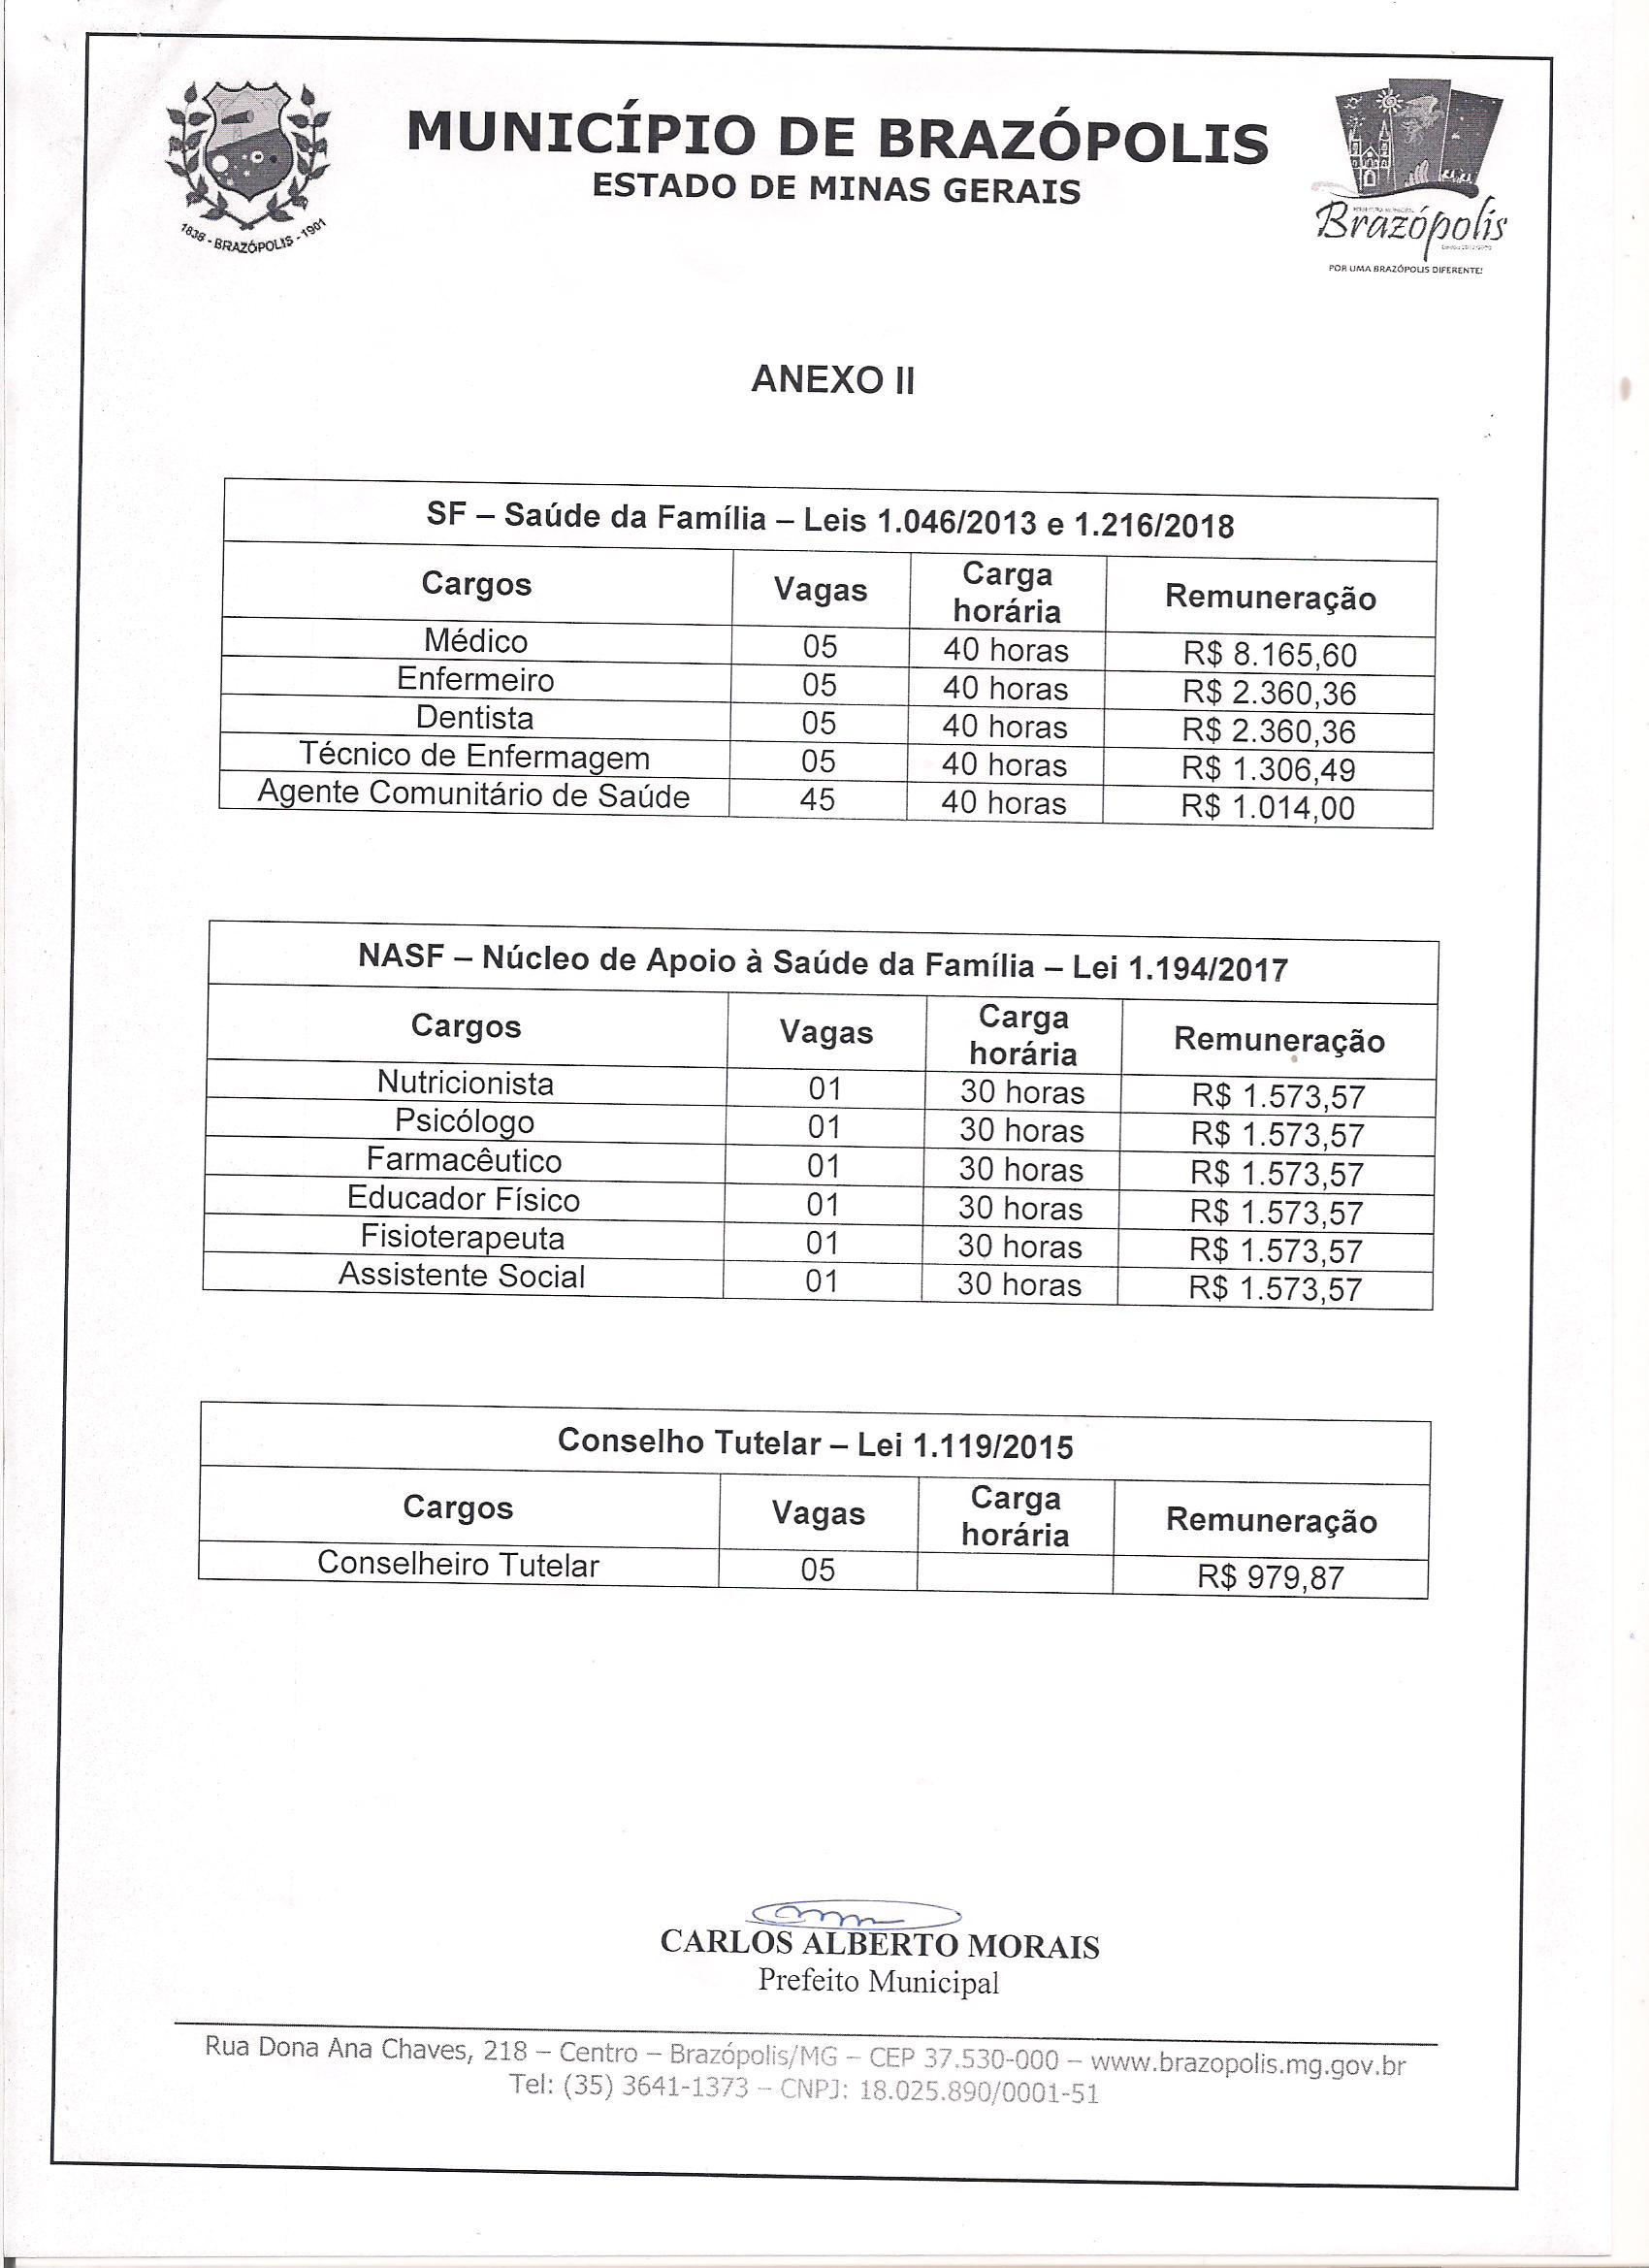 MUNICÍPIO DE BRAZÓPOLIS
ESTADO DE MINAS GERAIS
1838 - BRAZÓPOLIS - 1901
Brazópolis
POR UMA BRAZÓPOLIS DIFERENTE!
ANEXO II
SF – Saúde da Família – Leis 1.046/2013 e 1.216/2018
Cargos Vagas Carga horária Remuneração
Médico 05 40 horas R$ 8.165,60
Enfermeiro 05 40 horas R$ 2.360,36
Dentista 05 40 horas R$ 2.360,36
Técnico de Enfermagem 05 40 horas R$ 1.306,49
Agente Comunitário de Saúde 45 40 horas R$ 1.014,00
NASF – Núcleo de Apoio à Saúde da Família – Lei 1.194/2017
Cargos Vagas Carga horária Remuneração
Nutricionista 01 30 horas R$ 1.573,57
Psicólogo 01 30 horas R$ 1.573,57
Farmacêutico 01 30 horas R$ 1.573,57
Educador Físico 01 30 horas R$ 1.573,57
Fisioterapeuta 01 30 horas R$ 1.573,57
Assistente Social 01 30 horas R$ 1.573,57
Conselho Tutelar – Lei 1.119/2015
Cargos Vagas Carga horária Remuneração
Conselheiro Tutelar 05 R$ 979,87
CARLOS ALBERTO MORAIS
Prefeito Municipal
Rua Dona Ana Chaves, 218 – Centro – Brazópolis/MG – CEP 37.530-000 – www.brazopolis.mg.gov.br
Tel: (35) 3641-1373 – CNPJ: 18.025.890/0001-51